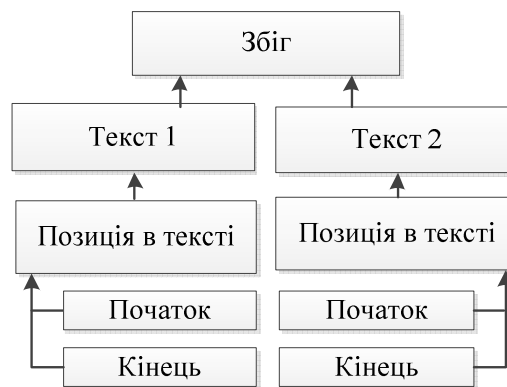 Збіг
Текст 1
Текст 2
Позиція в тексті
Позиція в тексті
Початок
Початок
Кінець
Кінець